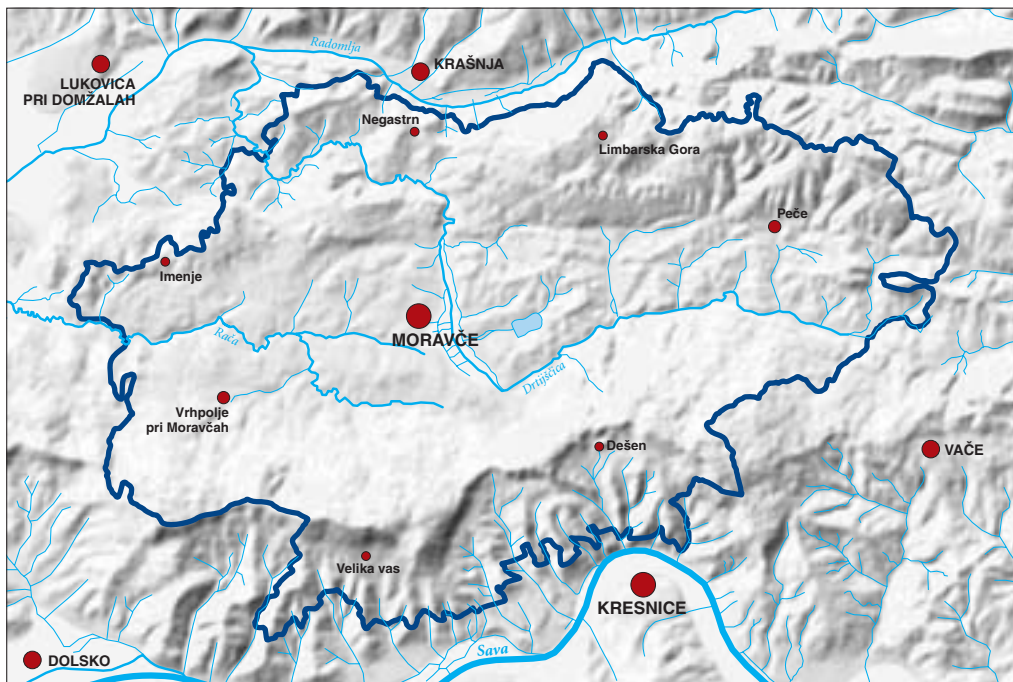 Radomlja
KRAŠNJA
LUKOVICA
PRI DOMŽALAH
Negastrn
Limbarska Gora
Peče
Imenje
MORAVČE
Rača
Drtijščica
Vrhpolje
pri Moravčah
Dešen
VAČE
Velika vas
KRESNICE
Sava
DOLSKO